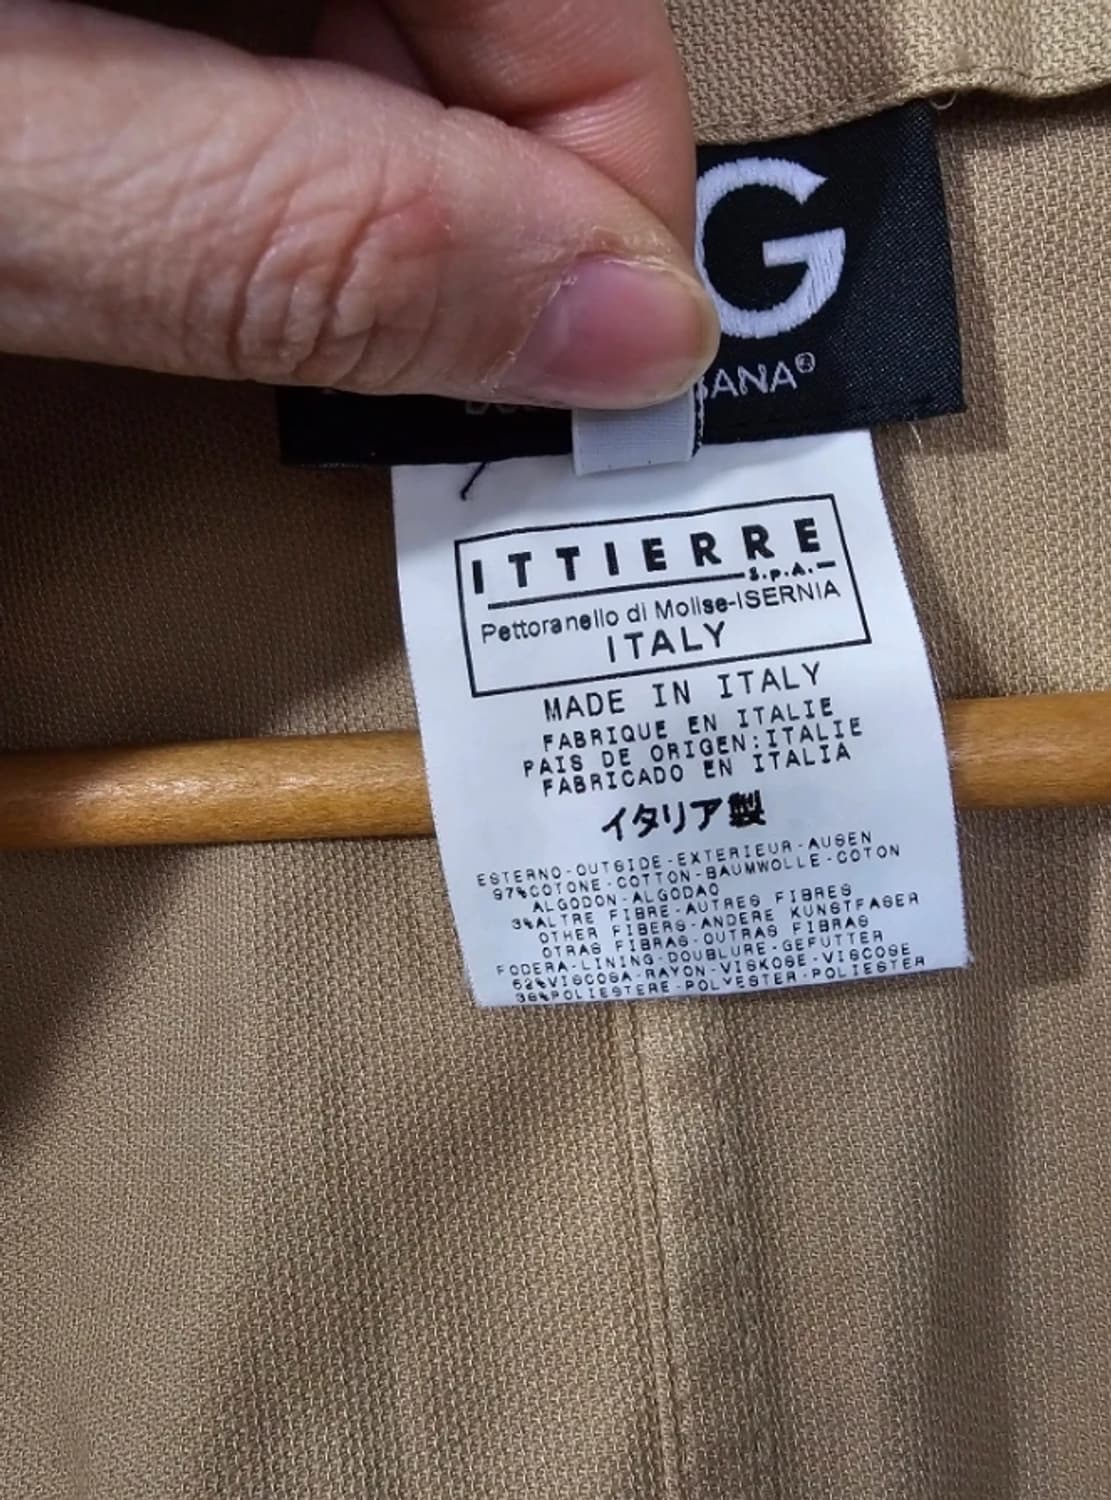 G
ITTIERRE
S.p.A.
Pettoranello di Molise-ISERNIA
ITALY
MADE IN ITALY
FABRIQUE EN ITALIE
PAIS DE ORIGEN:ITALIE
FABRICADO EN ITALIA
イタリア製
ESTERNO-OUTSIDE-EXTERIEUR-AUSEN
97%COTONE-COTTON-BAUMWOLLE-COTON
ALGODON-ALGODAO
3%ALTRE FIBRE-AUTRES FIBRES
OTHER FIBERS-ANDERE KUNSTFASER
OTRAS FIBRAS-OUTRAS FIBRAS
FODERA-LINING-DOUBLURE-GEFUTTER
62%VISCOSA-RAYON-VISKOSE-VISCOSE
38%POLIESTERE-POLYESTER-POLIESTER